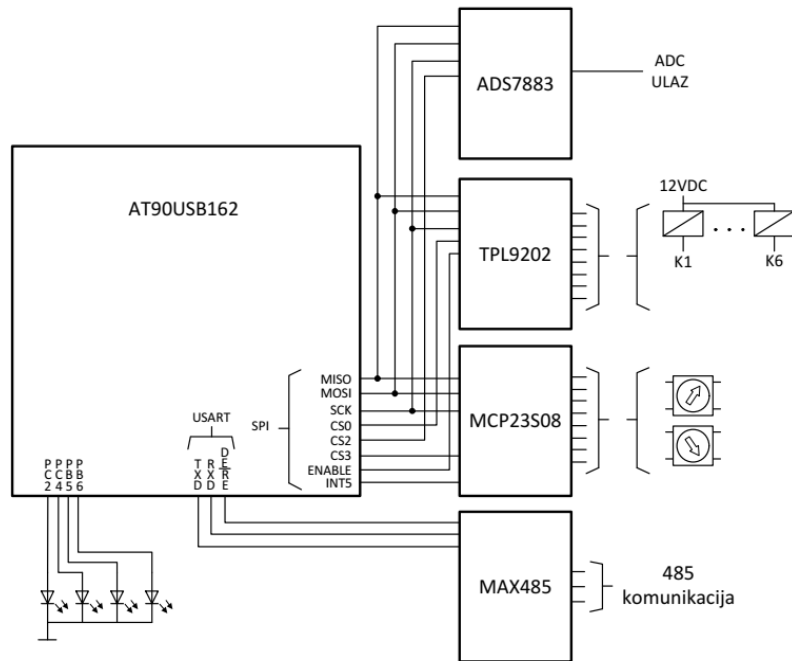 ADS7883
ADC
ULAZ
AT90USB162
TPL9202
12VDC
K1
. . .
K6
SPI
MISO
MOSI
SCK
CS0
CS2
CS3
ENABLE
INT5
USART
TXD
RXD
DE/RE
PC2
PC4
PB5
PB6
MCP23S08
MAX485
485
komunikacija